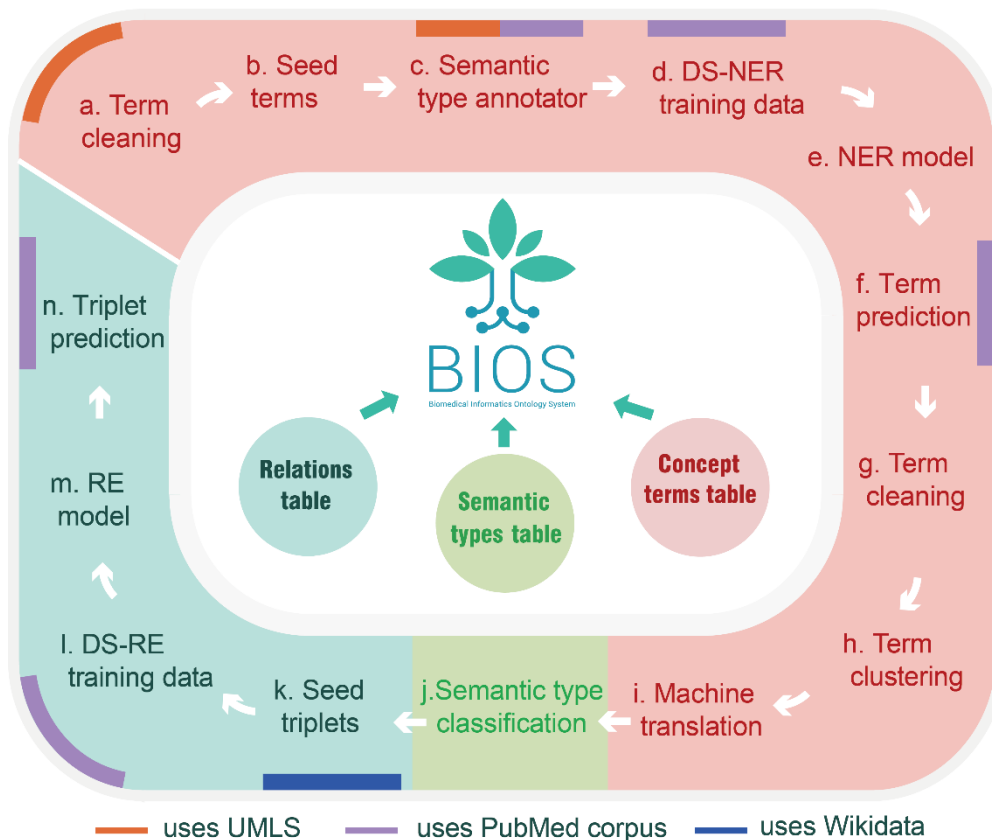 a. Term
cleaning
b. Seed
terms
c. Semantic
type annotator
d. DS-NER
training data
e. NER model
f. Term
prediction
g. Term
cleaning
h. Term
clustering
i. Machine
translation
j.Semantic type
classification
k. Seed
triplets
l. DS-RE
training data
m. RE
model
n. Triplet
prediction
BIOS
Biomedical Informatics Ontology System
Relations
table
Semantic
types table
Concept
terms table
uses UMLS
uses PubMed corpus
uses Wikidata